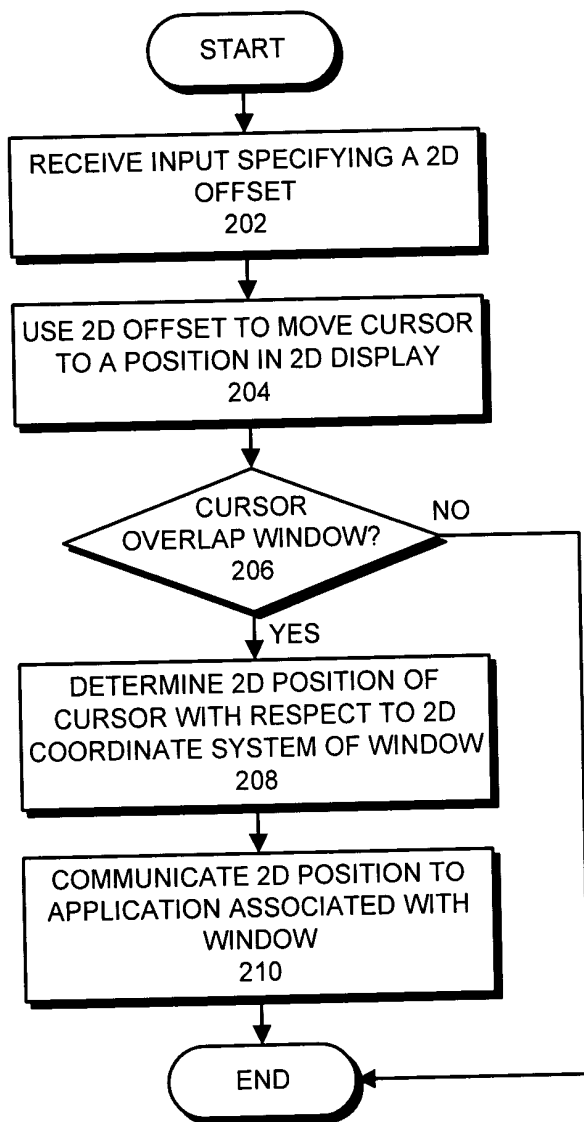 START
RECEIVE INPUT SPECIFYING A 2D
OFFSET
202
USE 2D OFFSET TO MOVE CURSOR
TO A POSITION IN 2D DISPLAY
204
CURSOR
OVERLAP WINDOW?
206
NO
YES
DETERMINE 2D POSITION OF
CURSOR WITH RESPECT TO 2D
COORDINATE SYSTEM OF WINDOW
208
COMMUNICATE 2D POSITION TO
APPLICATION ASSOCIATED WITH
WINDOW
210
END